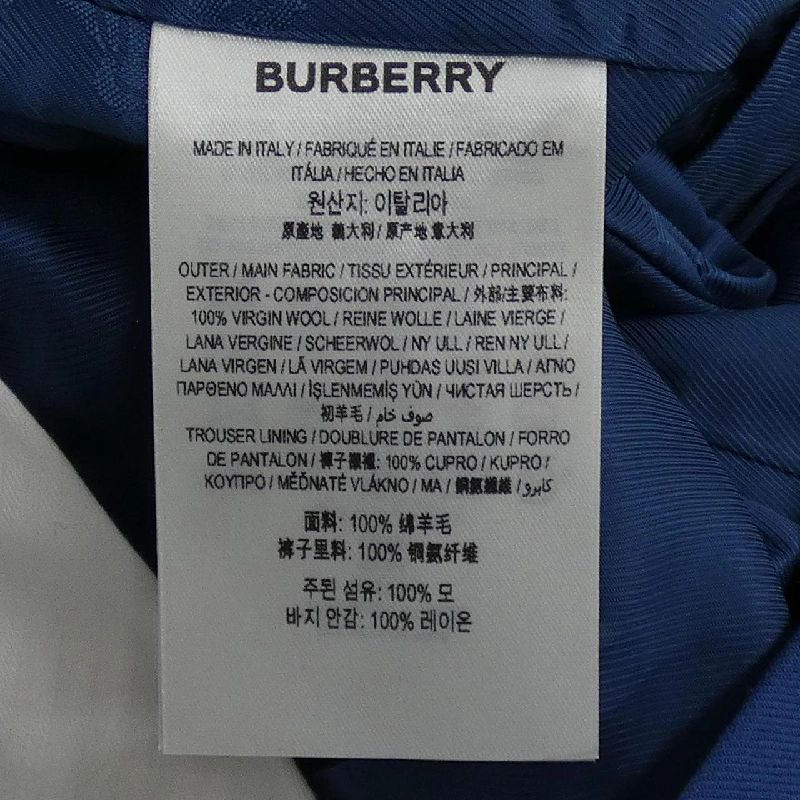 BURBERRY
MADE IN ITALY / FABRIQUÉ EN ITALIE / FABRICADO EM
ITÁLIA / HECHO EN ITALIA
원산지: 이탈리아
原產地 義大利 / 原产地 意大利
OUTER / MAIN FABRIC / TISSU EXTÉRIEUR / PRINCIPAL /
EXTERIOR - COMPOSICION PRINCIPAL / 外部/主要布料:
100% VIRGIN WOOL / REINE WOLLE / LAINE VIERGE /
LANA VERGINE / SCHEERWOL / NY ULL / REN NY ULL /
LANA VIRGEN / LÃ VIRGEM / PUHDAS UUSI VILLA / ΑΓΝΟ
ΠΑΡΘΕΝΟ ΜΑΛΛΙ / İŞLENMEMİŞ YÜN / ЧИСТАЯ ШЕРСТЬ /
初羊毛 / صوف خام
TROUSER LINING / DOUBLURE DE PANTALON / FORRO
DE PANTALON / 褲子襯裡: 100% CUPRO / KUPRO /
ΚΟΥΠΡΟ / MĚĎNATÉ VLÁKNO / MA / 銅氨纖維 / كابرو
面料: 100% 绵羊毛
裤子里料: 100% 铜氨纤维
주된 섬유: 100% 모
바지 안감: 100% 레이온